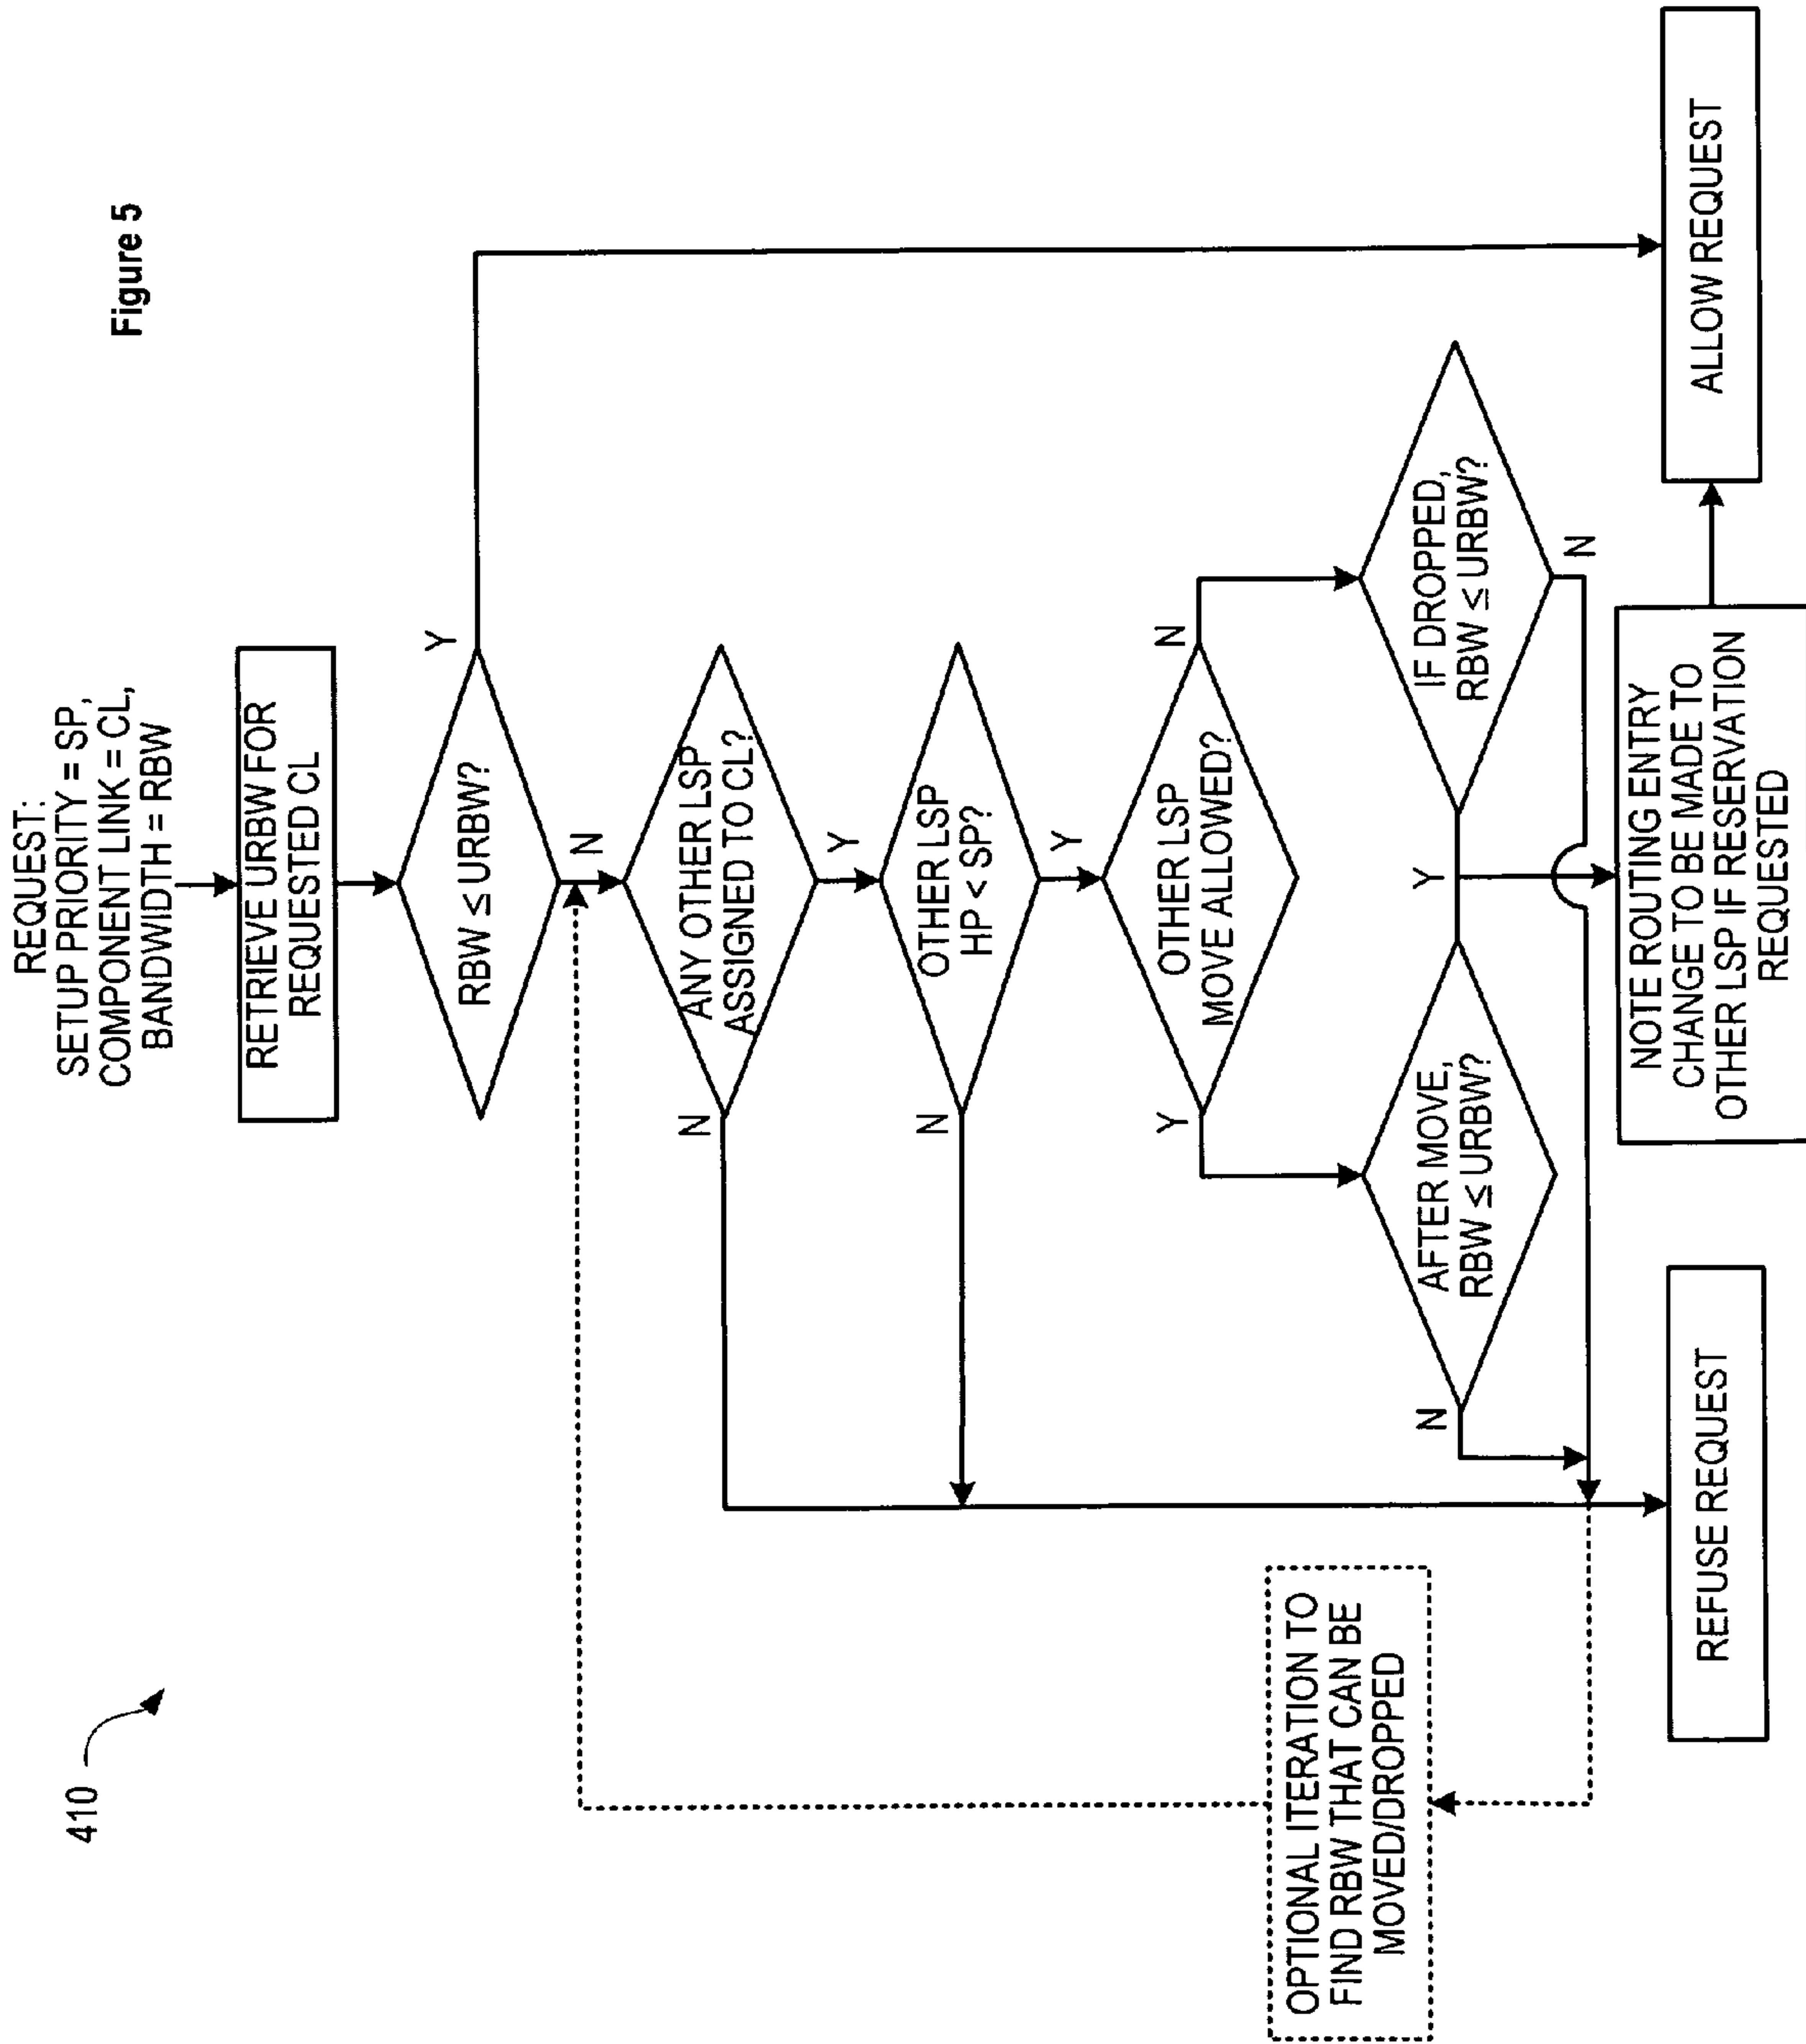 Figure 5
410
REQUEST:
SETUP PRIORITY = SP,
COMPONENT LINK = CL,
BANDWIDTH = RBW
RETRIEVE URBW FOR
REQUESTED CL
RBW ≤ URBW?
Y
N
ANY OTHER LSP
ASSIGNED TO CL?
N
Y
OTHER LSP
HP < SP?
N
Y
OTHER LSP
MOVE ALLOWED?
Y
N
AFTER MOVE,
RBW ≤ URBW?
N
Y
IF DROPPED,
RBW ≤ URBW?
N
OPTIONAL ITERATION TO
FIND RBW THAT CAN BE
MOVED/DROPPED
REFUSE REQUEST
NOTE ROUTING ENTRY
CHANGE TO BE MADE TO
OTHER LSP IF RESERVATION
REQUESTED
ALLOW REQUEST